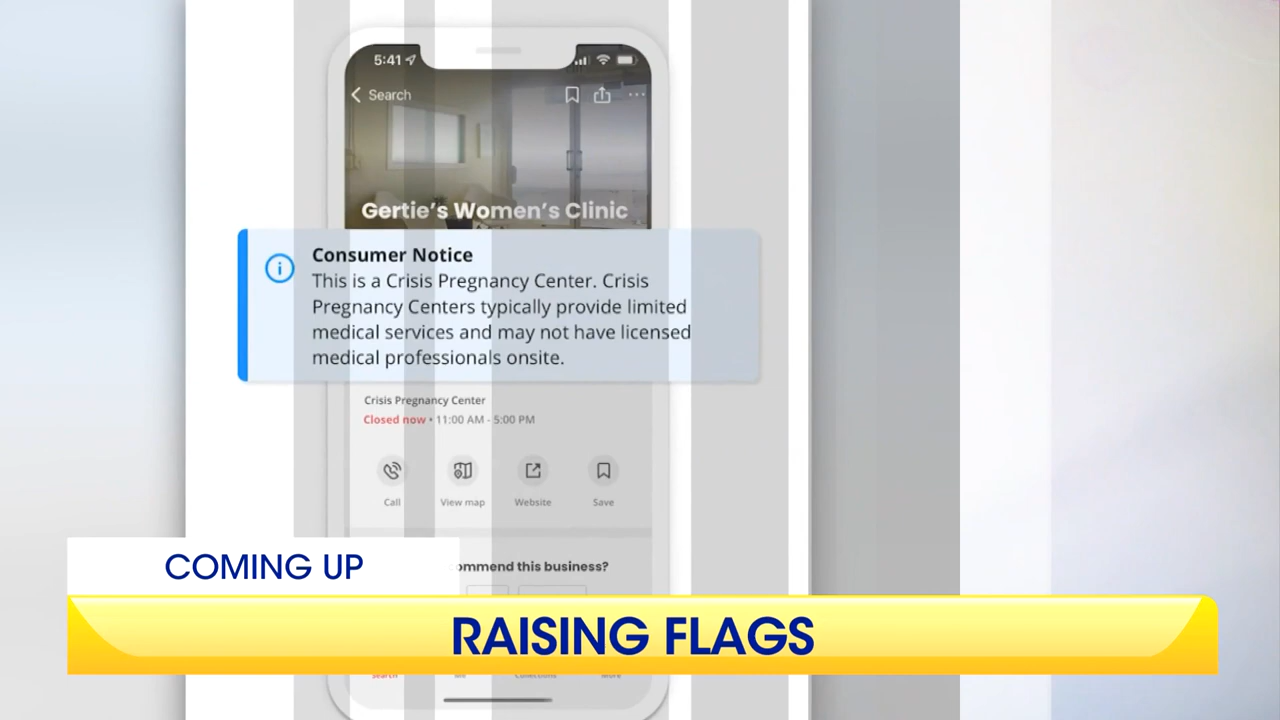 5:41
Search
Gertie's Women's Clinic
Consumer Notice
This is a Crisis Pregnancy Center. Crisis
Pregnancy Centers typically provide limited
medical services and may not have licensed
medical professionals onsite.
Crisis Pregnancy Center
Closed now • 11:00 AM - 5:00 PM
Call View map Website Save
ommend this business?
COMING UP
RAISING FLAGS